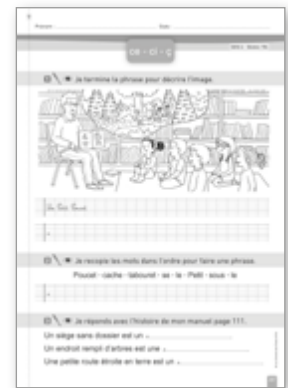 Prénom : Date :
ce - ci - ç
Je termine la phrase pour décrire l'image.
Le Petit Poucet
Je recopie les mots dans l'ordre pour faire une phrase.
Poucet - cache - tabouret - se - le - Petit - sous - le
Je réponds avec l'histoire de mon manuel page 111.
Un siège sans dossier est un
Un endroit rempli d'arbres est une
Une petite route étroite en terre est un